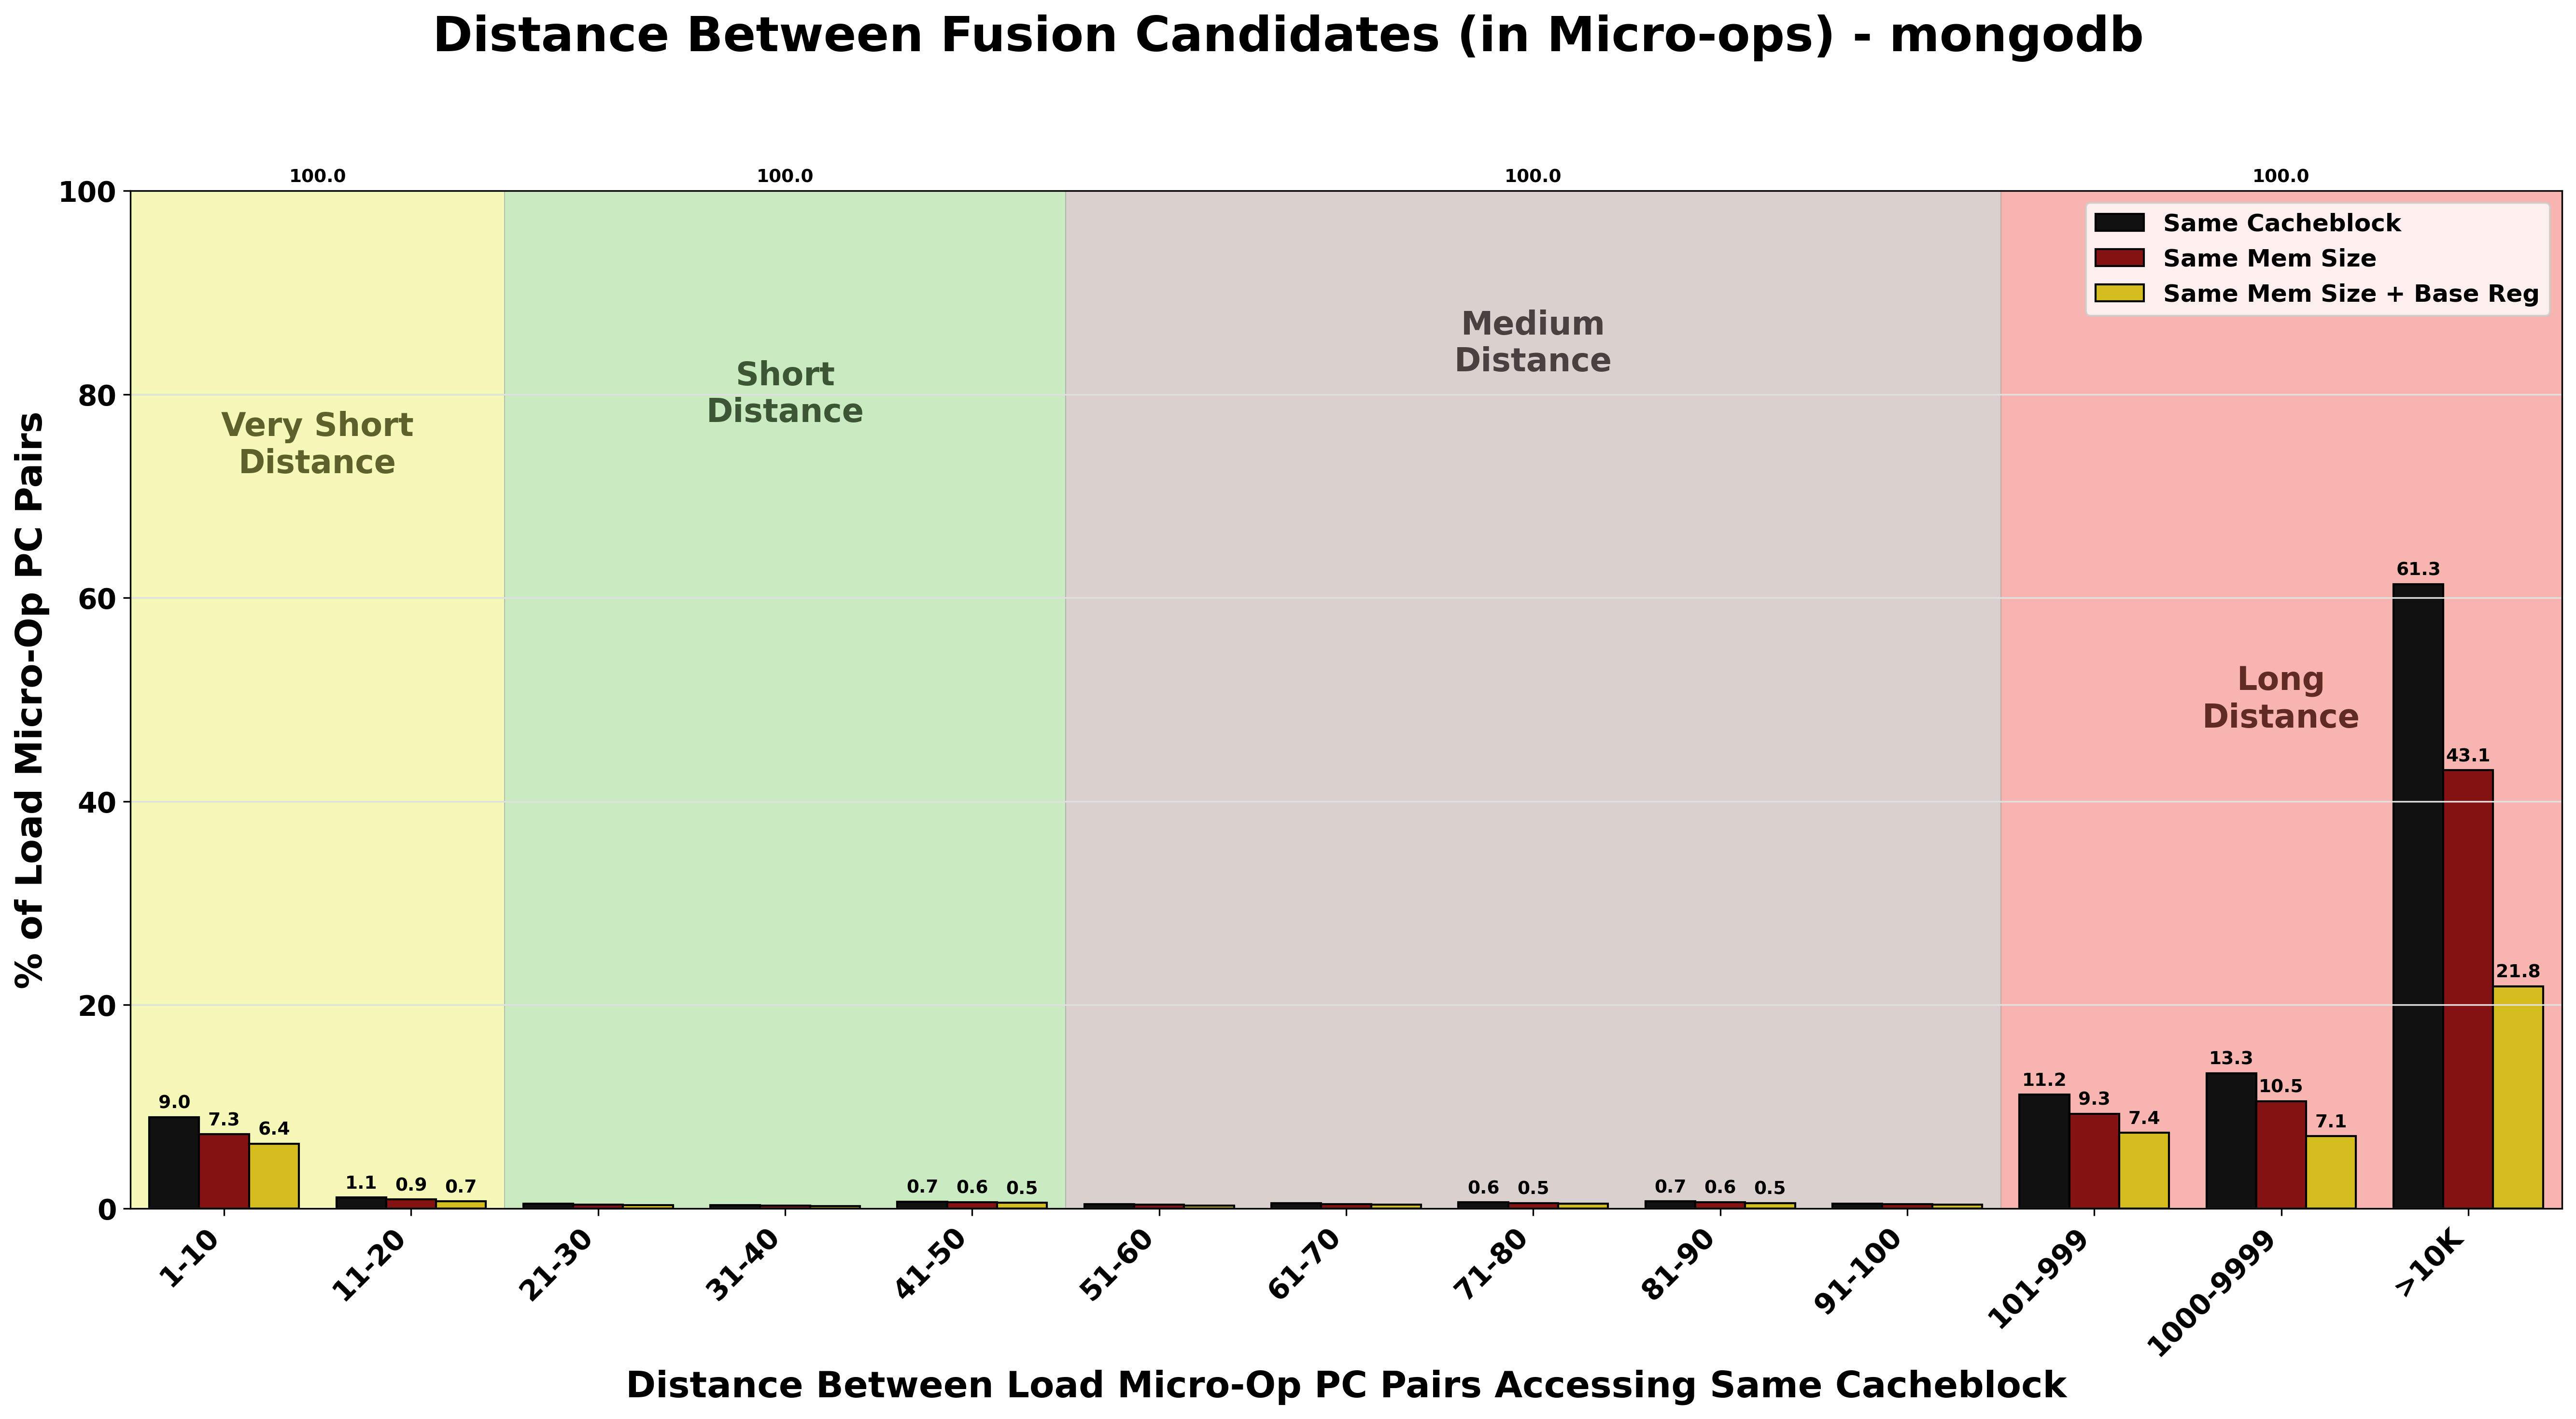 Distance Between Fusion Candidates (in Micro-ops) - mongodb
100.0 100.0 100.0 100.0
Same Cacheblock
Same Mem Size
Same Mem Size + Base Reg
Very Short
Distance
Short
Distance
Medium
Distance
Long
Distance
% of Load Micro-Op PC Pairs
100
80
60
40
20
0
9.0 7.3 6.4
1.1 0.9 0.7
0.7 0.6 0.5
0.6 0.5
0.7 0.6 0.5
11.2 9.3 7.4
13.3 10.5 7.1
61.3 43.1 21.8
1-10 11-20 21-30 31-40 41-50 51-60 61-70 71-80 81-90 91-100 101-999 1000-9999 >10K
Distance Between Load Micro-Op PC Pairs Accessing Same Cacheblock